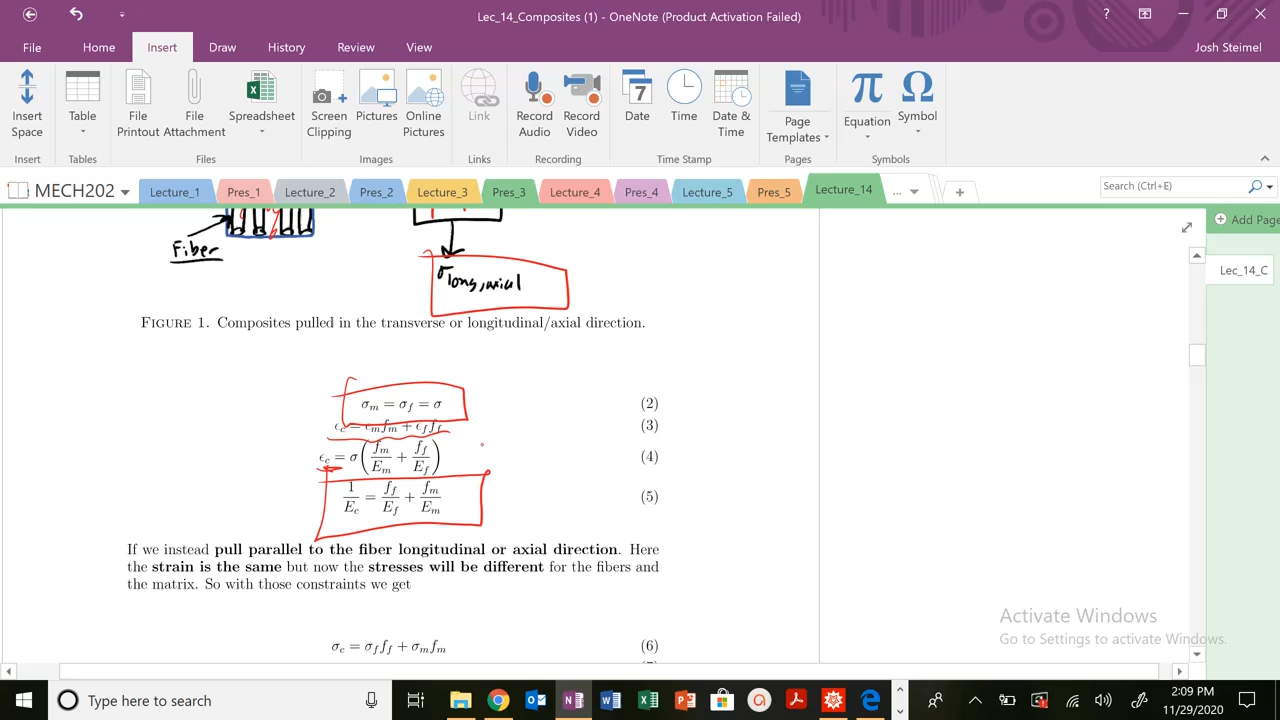 Lec_14_Composites (1) - OneNote (Product Activation Failed)
?
File Home Insert Draw History Review View Josh Steimel
Insert Space Table File Printout File Attachment Spreadsheet Screen Clipping Pictures Online Pictures Link Record Audio Record Video Date Time Date & Time Page Templates Equation Symbol
Insert Tables Files Images Links Recording Time Stamp Pages Symbols
MECH202 Lecture_1 Pres_1 Lecture_2 Pres_2 Lecture_3 Pres_3 Lecture_4 Pres_4 Lecture_5 Pres_5 Lecture_14 ... Search (Ctrl+E)
Add Page
Lec_14_C
Fiber
σlong,axial
FIGURE 1. Composites pulled in the transverse or longitudinal/axial direction.
σm = σf = σ (2)
ϵc = ϵmfm + ϵfff (3)
ϵc = σ(fm/Em + ff/Ef) (4)
1/Ec = ff/Ef + fm/Em (5)
If we instead pull parallel to the fiber longitudinal or axial direction. Here
the strain is the same but now the stresses will be different for the fibers and
the matrix. So with those constraints we get
σc = σfff + σmfm (6)
Activate Windows
Go to Settings to activate Windows.
Type here to search
2:09 PM
11/29/2020